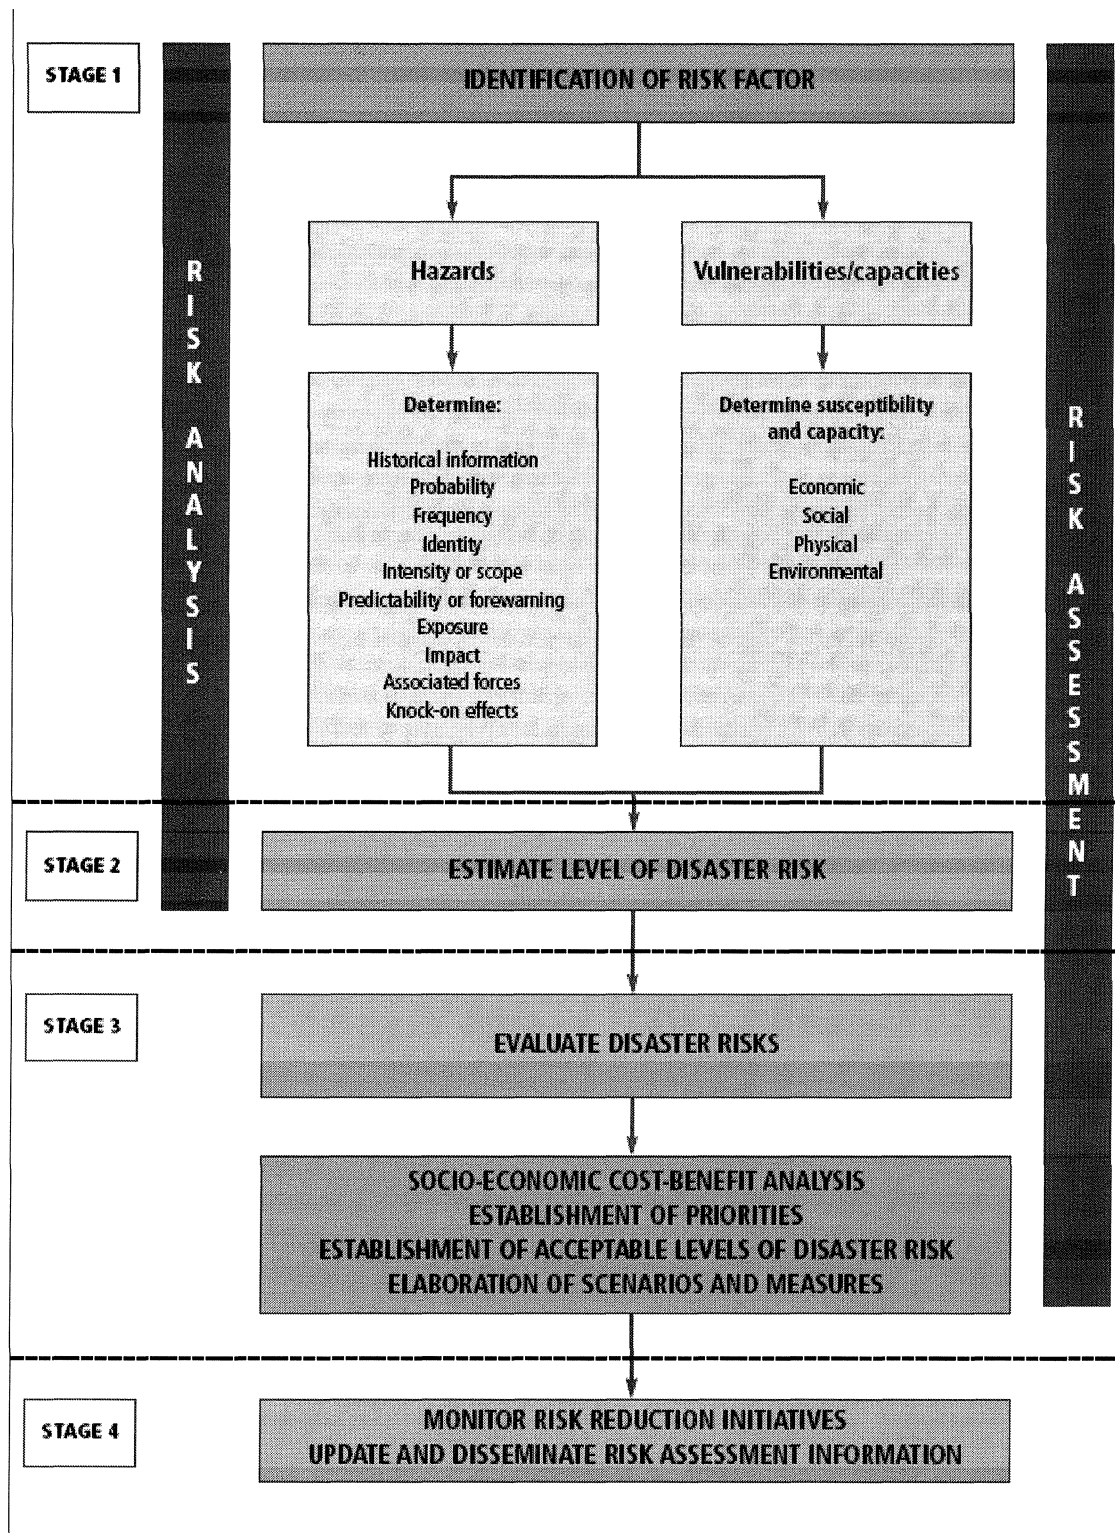 STAGE 1
IDENTIFICATION OF RISK FACTOR
RISK ANALYSIS
RISK ASSESSMENT
Hazards
Vulnerabilities/capacities
Determine:
Historical information
Probability
Frequency
Identity
Intensity or scope
Predictability or forewarning
Exposure
Impact
Associated forces
Knock-on effects
Determine susceptibility
and capacity:
Economic
Social
Physical
Environmental
STAGE 2
ESTIMATE LEVEL OF DISASTER RISK
STAGE 3
EVALUATE DISASTER RISKS
SOCIO-ECONOMIC COST-BENEFIT ANALYSIS
ESTABLISHMENT OF PRIORITIES
ESTABLISHMENT OF ACCEPTABLE LEVELS OF DISASTER RISK
ELABORATION OF SCENARIOS AND MEASURES
STAGE 4
MONITOR RISK REDUCTION INITIATIVES
UPDATE AND DISSEMINATE RISK ASSESSMENT INFORMATION